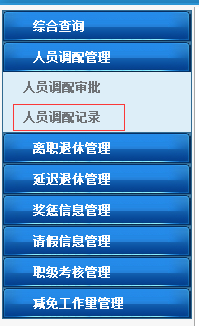 综合查询
人员调配管理
人员调配审批
人员调配记录
离职退休管理
延迟退休管理
奖惩信息管理
请假信息管理
职级考核管理
减免工作量管理